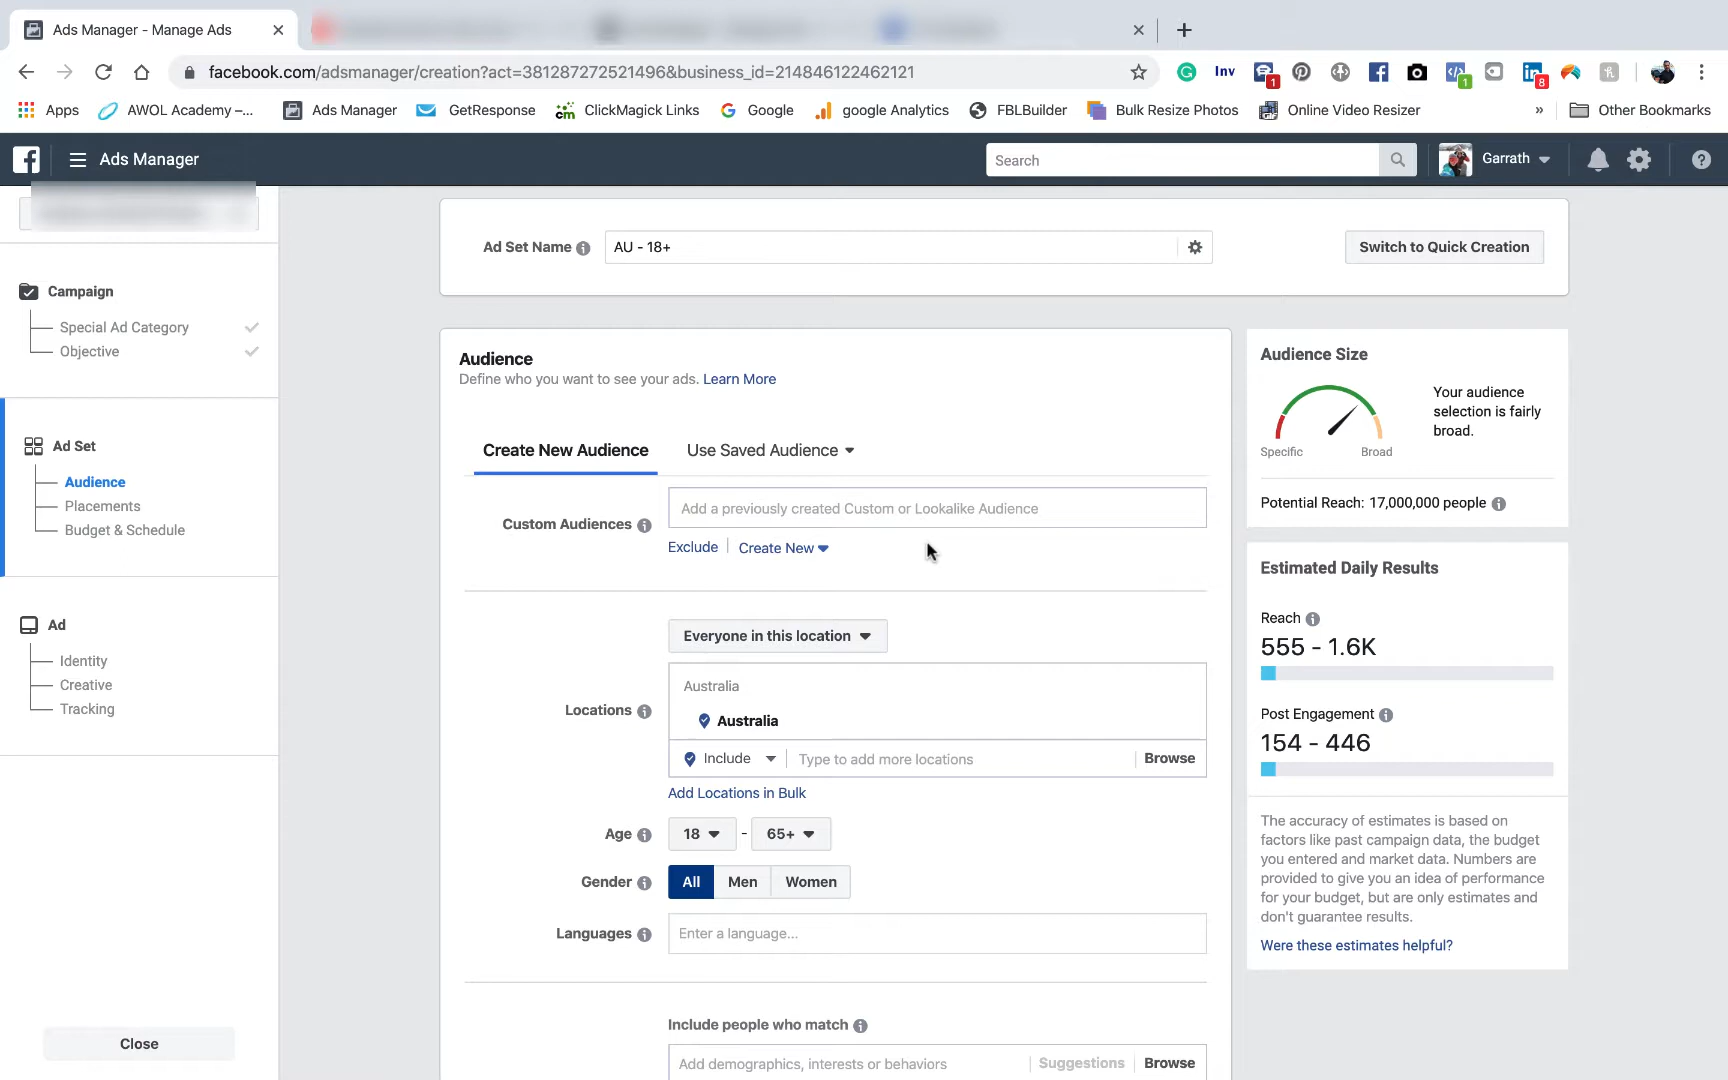 Ads Manager - Manage Ads
facebook.com/adsmanager/creation?act=381287272521496&business_id=214846122462121
Inv
1
1
8
Apps
AWOL Academy –...
Ads Manager
GetResponse
cm
ClickMagick Links
Google
google Analytics
FBLBuilder
Bulk Resize Photos
Online Video Resizer
»
Other Bookmarks
Ads Manager
Search
Garrath
Ad Set Name
AU - 18+
Switch to Quick Creation
Campaign
Special Ad Category
Objective
Ad Set
Audience
Placements
Budget & Schedule
Ad
Identity
Creative
Tracking
Close
Audience
Define who you want to see your ads. Learn More
Create New Audience
Use Saved Audience
Custom Audiences
Add a previously created Custom or Lookalike Audience
Exclude
Create New
Everyone in this location
Locations
Australia
Australia
Include
Type to add more locations
Browse
Add Locations in Bulk
Age
18
-
65+
Gender
All
Men
Women
Languages
Enter a language...
Include people who match
Add demographics, interests or behaviors
Suggestions
Browse
Audience Size
Specific
Broad
Your audience
selection is fairly
broad.
Potential Reach: 17,000,000 people
Estimated Daily Results
Reach
555 - 1.6K
Post Engagement
154 - 446
The accuracy of estimates is based on
factors like past campaign data, the budget
you entered and market data. Numbers are
provided to give you an idea of performance
for your budget, but are only estimates and
don't guarantee results.
Were these estimates helpful?